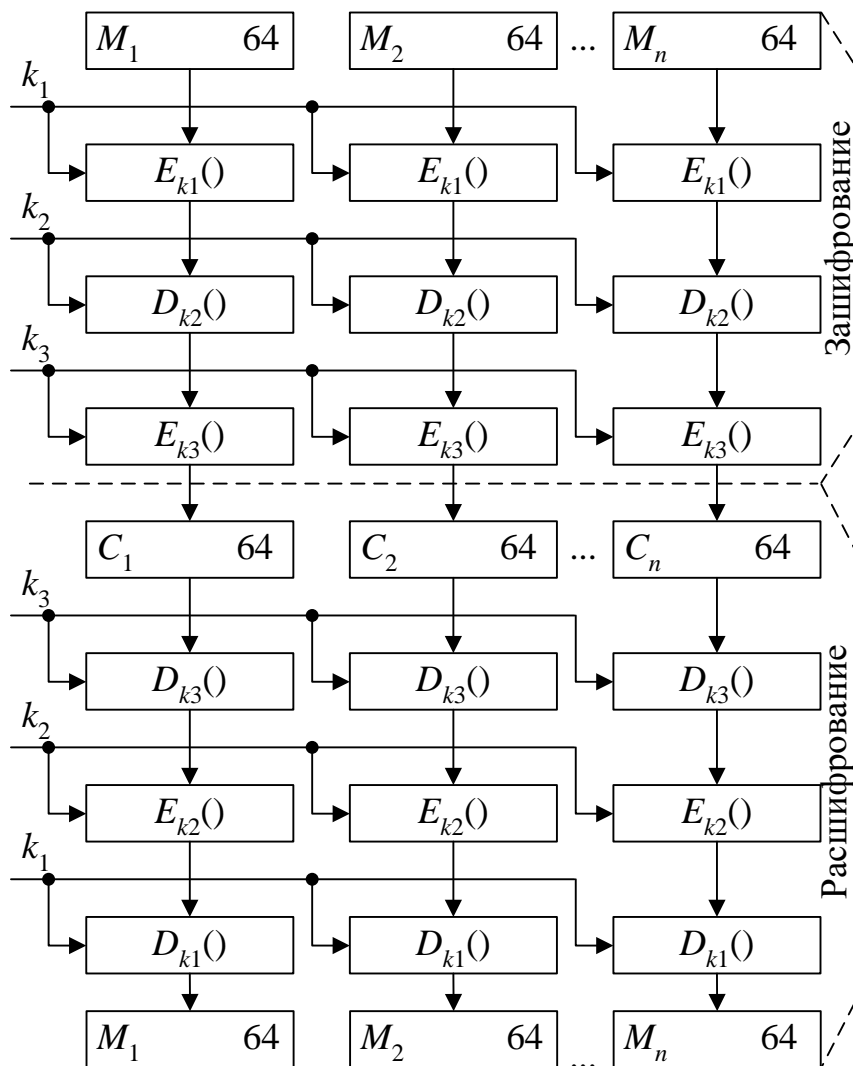 M₁ 64 M₂ 64 ... Mₙ 64
k₁
Eₖ₁() Eₖ₁() Eₖ₁()
k₂
Dₖ₂() Dₖ₂() Dₖ₂()
k₃
Eₖ₃() Eₖ₃() Eₖ₃()
Зашифрование
C₁ 64 C₂ 64 ... Cₙ 64
k₃
Dₖ₃() Dₖ₃() Dₖ₃()
k₂
Eₖ₂() Eₖ₂() Eₖ₂()
k₁
Dₖ₁() Dₖ₁() Dₖ₁()
Расшифрование
M₁ 64 M₂ 64 ... Mₙ 64